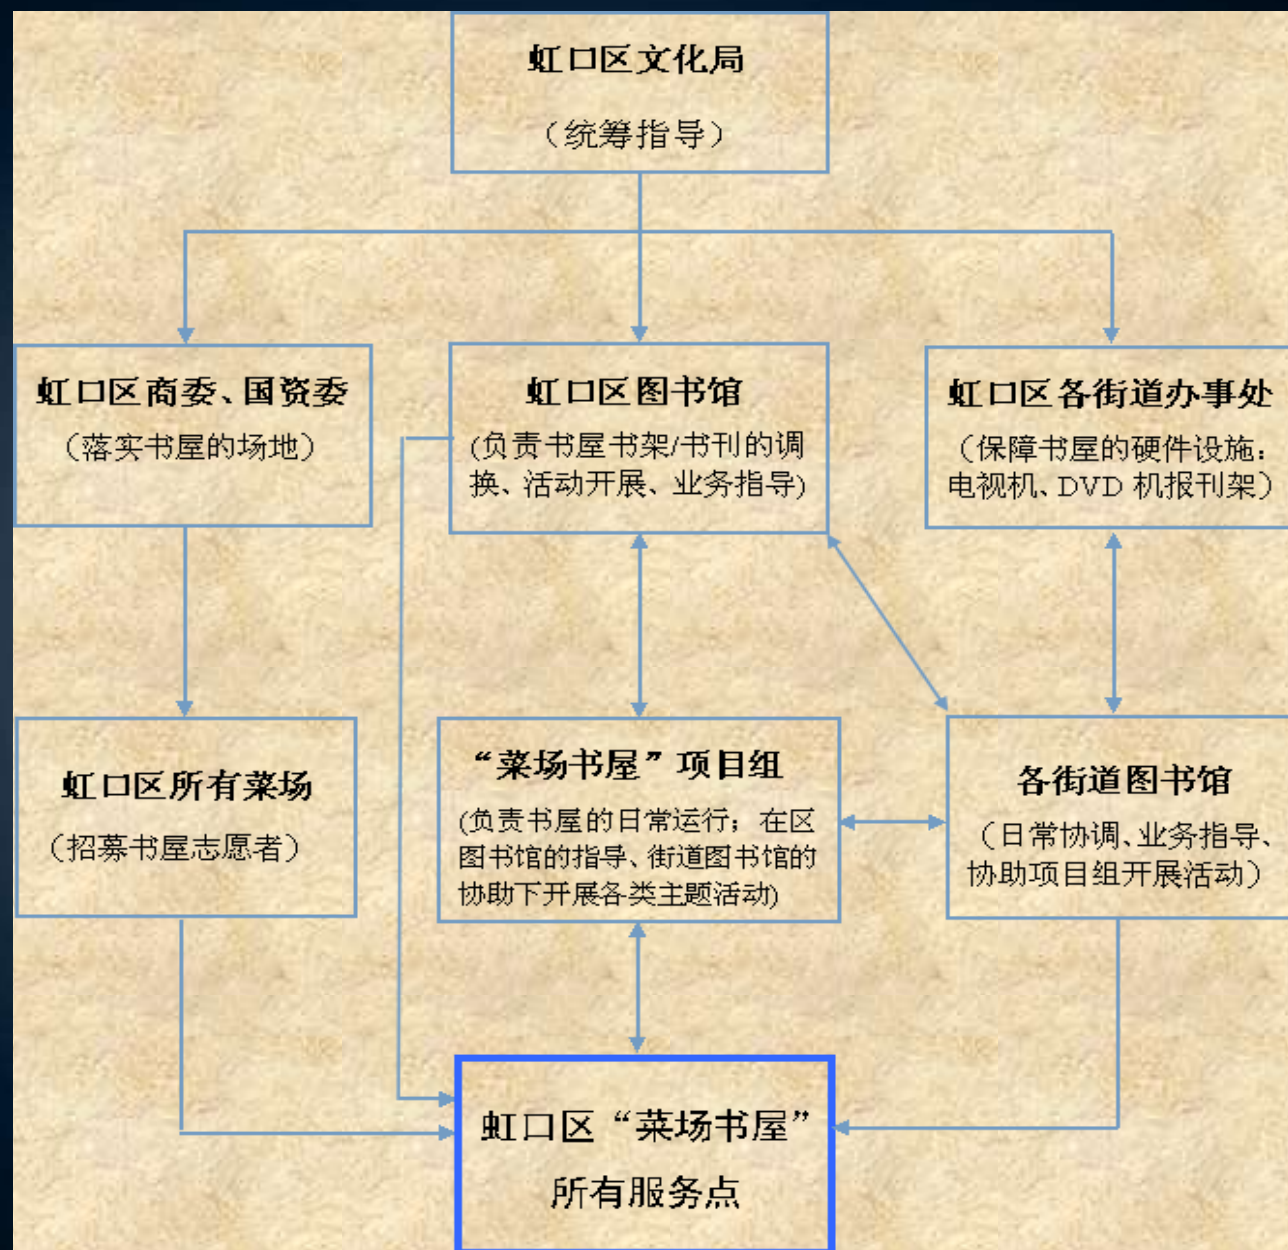 虹口区文化局
（统筹指导）
虹口区商委、国资委
（落实书屋的场地）
虹口区图书馆
(负责书屋书架/书刊的调
换、活动开展、业务指导)
虹口区各街道办事处
（保障书屋的硬件设施：
电视机、DVD 机报刊架）
虹口区所有菜场
（招募书屋志愿者）
“菜场书屋”项目组
(负责书屋的日常运行；在区
图书馆的指导、街道图书馆的
协助下开展各类主题活动)
各街道图书馆
（日常协调、业务指导、
协助项目组开展活动）
虹口区“菜场书屋”
所有服务点